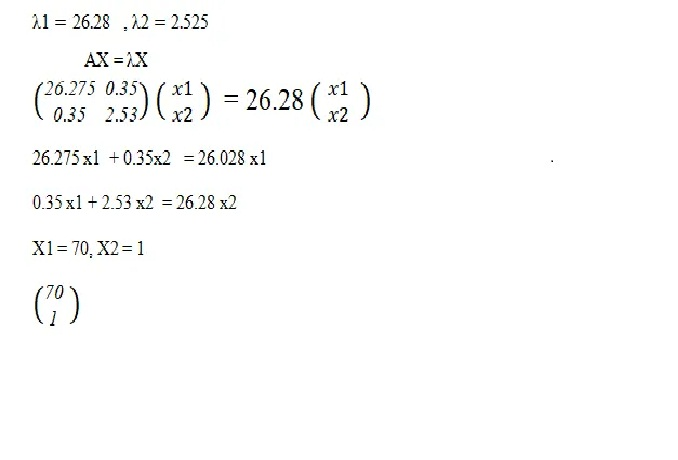 λ1 = 26.28 , λ2 = 2.525
AX = λX
(26.275 0.35) (x1) = 26.28 (x1)
(0.35 2.53) (x2) (x2)
26.275 x1 + 0.35x2 = 26.028 x1
0.35 x1 + 2.53 x2 = 26.28 x2
X1 = 70, X2 = 1
(70)
(1)